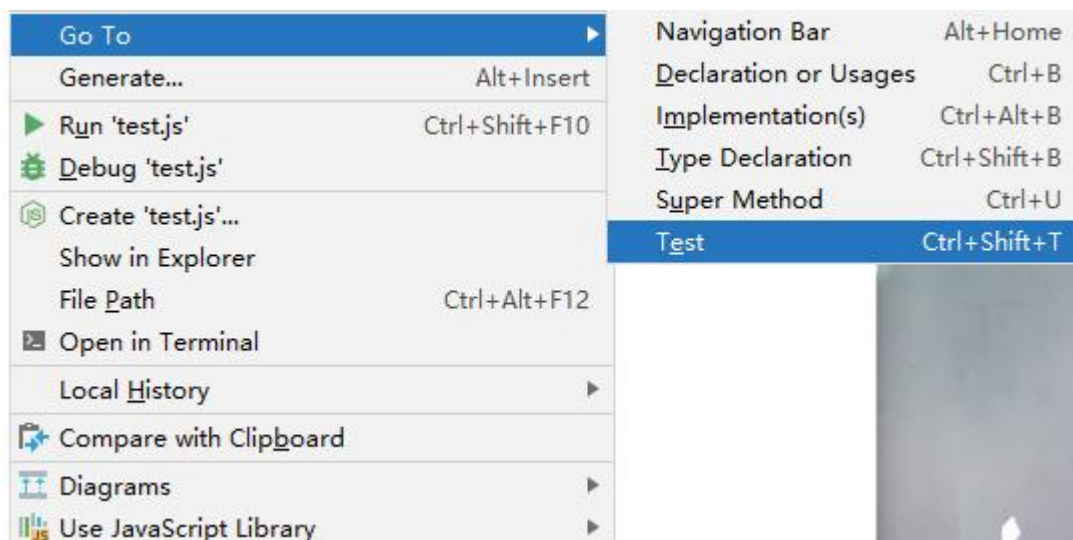 Go To
Generate... Alt+Insert
Run 'test.js' Ctrl+Shift+F10
Debug 'test.js'
Create 'test.js'...
Show in Explorer
File Path Ctrl+Alt+F12
Open in Terminal
Local History
Compare with Clipboard
Diagrams
Use JavaScript Library
Navigation Bar Alt+Home
Declaration or Usages Ctrl+B
Implementation(s) Ctrl+Alt+B
Type Declaration Ctrl+Shift+B
Super Method Ctrl+U
Test Ctrl+Shift+T